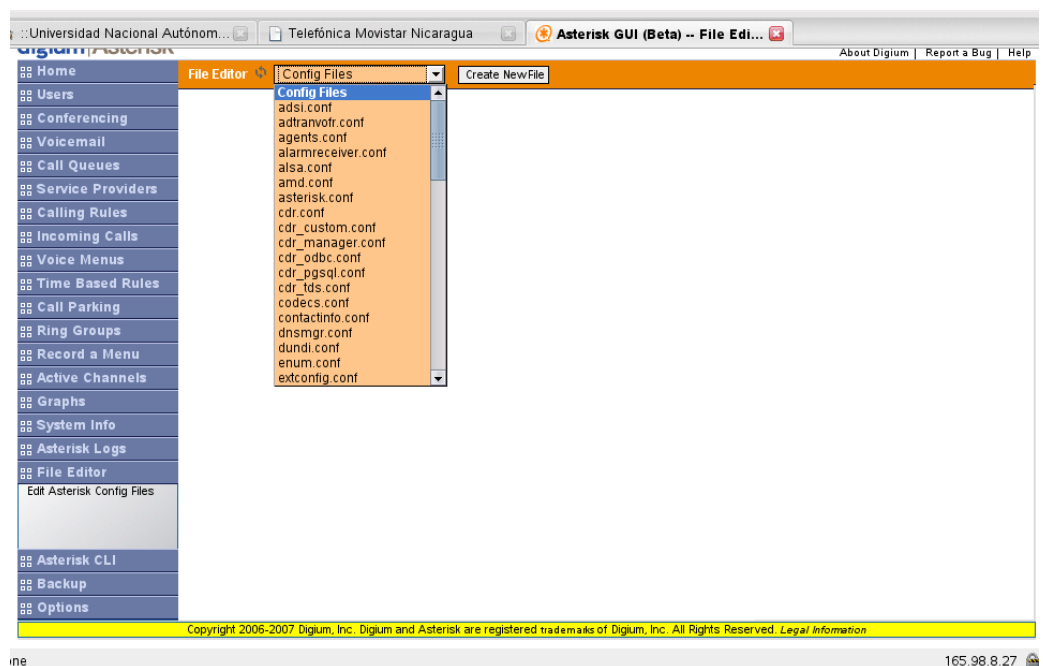 ::Universidad Nacional Autónom...
Telefónica Movistar Nicaragua
Asterisk GUI (Beta) -- File Edi...
digium Asterisk
About Digium | Report a Bug | Help
Home
Users
Conferencing
Voicemail
Call Queues
Service Providers
Calling Rules
Incoming Calls
Voice Menus
Time Based Rules
Call Parking
Ring Groups
Record a Menu
Active Channels
Graphs
System Info
Asterisk Logs
File Editor
Edit Asterisk Config Files
Asterisk CLI
Backup
Options
File Editor
Config Files
Create New File
Config Files
adsi.conf
adtranvofr.conf
agents.conf
alarmreceiver.conf
alsa.conf
amd.conf
asterisk.conf
cdr.conf
cdr_custom.conf
cdr_manager.conf
cdr_odbc.conf
cdr_pgsql.conf
cdr_tds.conf
codecs.conf
contactinfo.conf
dnsmgr.conf
dundi.conf
enum.conf
extconfig.conf
Copyright 2006-2007 Digium, Inc. Digium and Asterisk are registered trademarks of Digium, Inc. All Rights Reserved. Legal Information
one
165.98.8.27